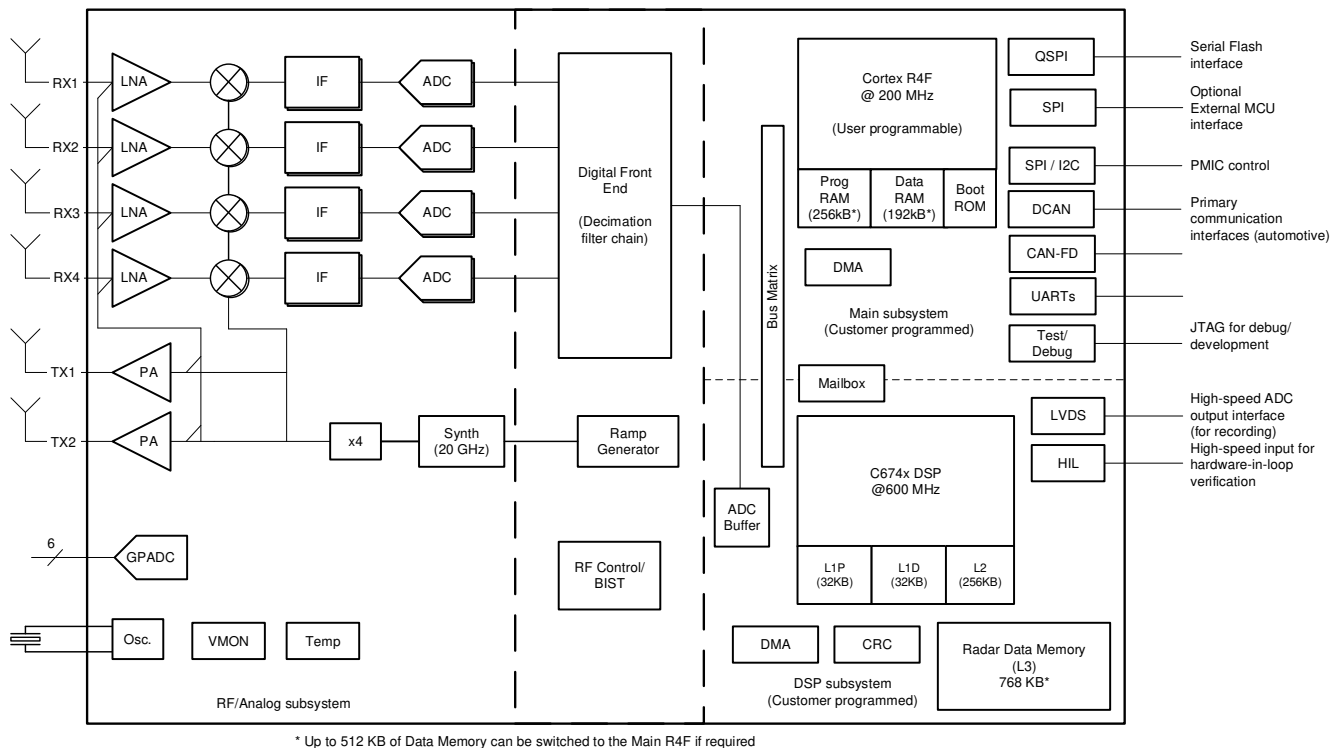 RX1
LNA
IF
ADC
RX2
LNA
IF
ADC
RX3
LNA
IF
ADC
RX4
LNA
IF
ADC
TX1
PA
TX2
PA
x4
Synth
(20 GHz)
Ramp
Generator
Digital Front
End
(Decimation
filter chain)
6
GPADC
RF Control/
BIST
Osc.
VMON
Temp
RF/Analog subsystem
Bus Matrix
ADC
Buffer
Cortex R4F
@ 200 MHz
(User programmable)
Prog
RAM
(256kB*)
Data
RAM
(192kB*)
Boot
ROM
DMA
Main subsystem
(Customer programmed)
Mailbox
QSPI
Serial Flash
interface
SPI
Optional
External MCU
interface
SPI / I2C
PMIC control
DCAN
Primary
communication
interfaces (automotive)
CAN-FD
UARTs
Test/
Debug
JTAG for debug/
development
LVDS
High-speed ADC
output interface
(for recording)
HIL
High-speed input for
hardware-in-loop
verification
C674x DSP
@600 MHz
L1P
(32KB)
L1D
(32KB)
L2
(256KB)
DMA
CRC
Radar Data Memory
(L3)
768 KB*
DSP subsystem
(Customer programmed)
* Up to 512 KB of Data Memory can be switched to the Main R4F if required